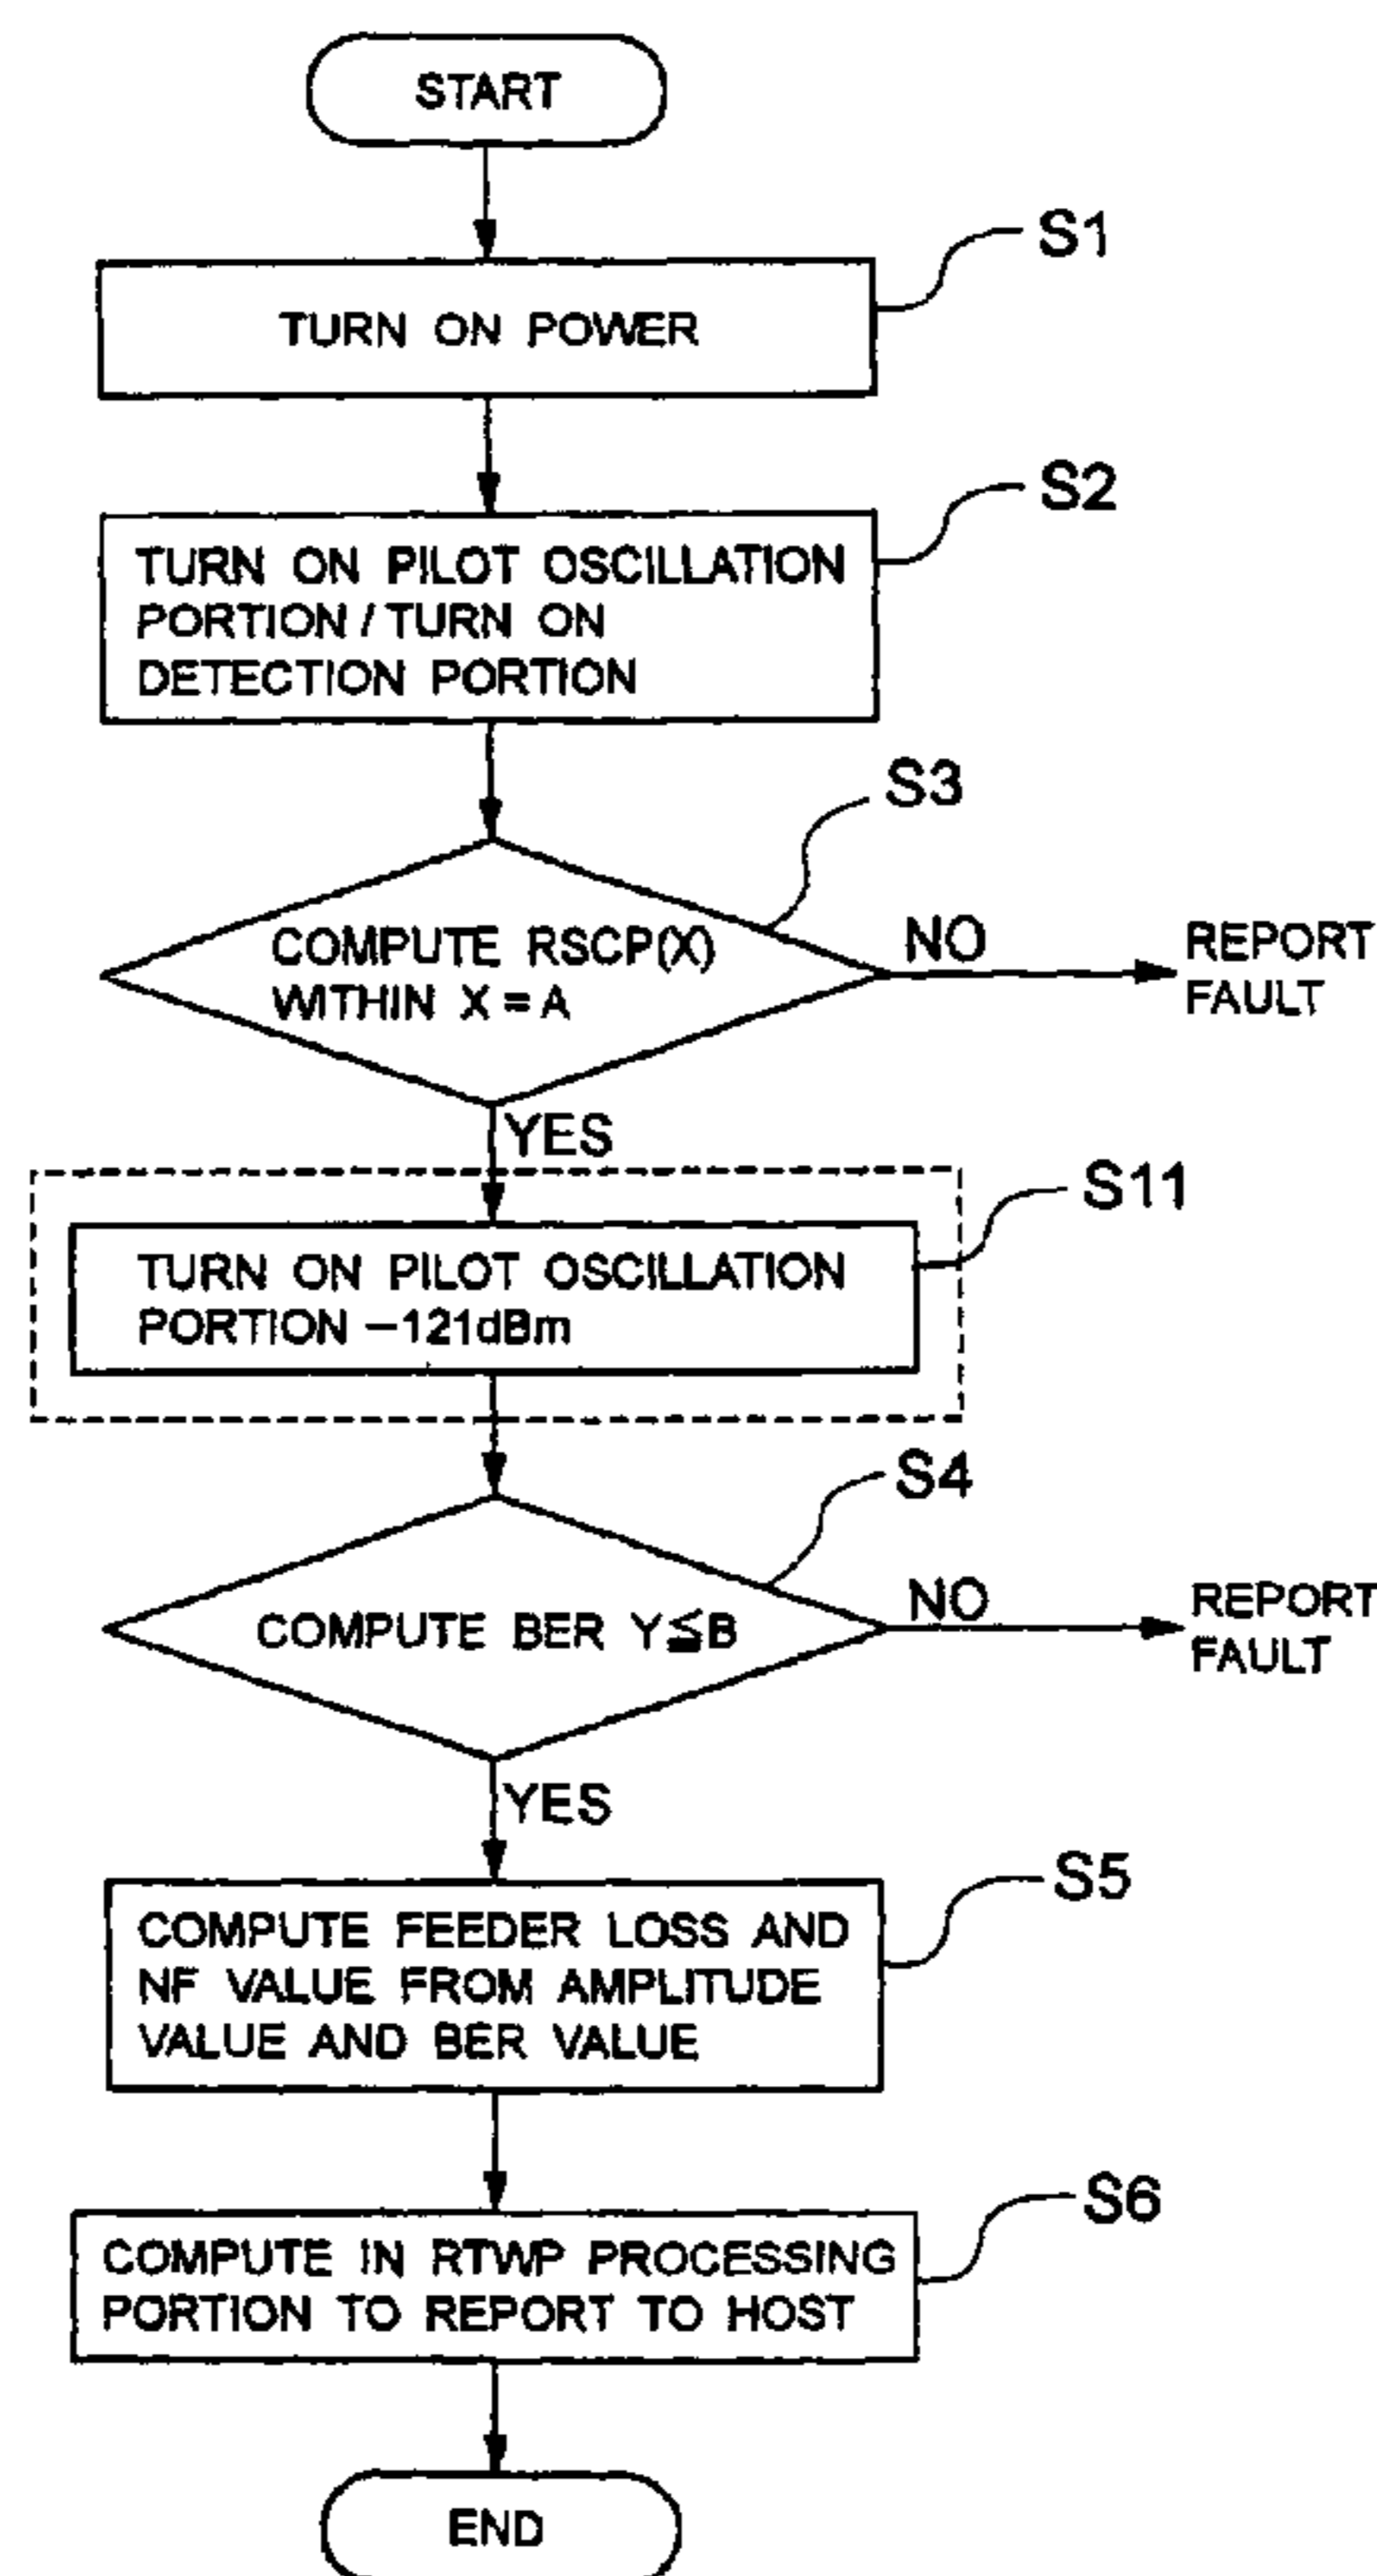 START
S1
TURN ON POWER
S2
TURN ON PILOT OSCILLATION
PORTION / TURN ON
DETECTION PORTION
S3
COMPUTE RSCP(X)
WITHIN X = A
NO
REPORT
FAULT
YES
S11
TURN ON PILOT OSCILLATION
PORTION −121dBm
S4
COMPUTE BER Y≦B
NO
REPORT
FAULT
YES
S5
COMPUTE FEEDER LOSS AND
NF VALUE FROM AMPLITUDE
VALUE AND BER VALUE
S6
COMPUTE IN RTWP PROCESSING
PORTION TO REPORT TO HOST
END